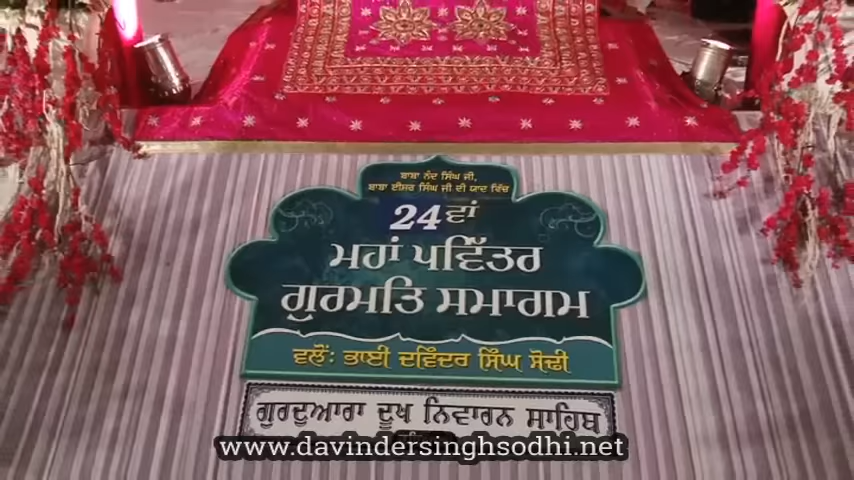 ਬਾਬਾ ਨੰਦ ਸਿੰਘ ਜੀ,
ਬਾਬਾ ਈਸ਼ਰ ਸਿੰਘ ਜੀ ਦੀ ਯਾਦ ਵਿੱਚ
24ਵਾਂ
ਮਹਾਂ ਪਵਿੱਤਰ
ਗੁਰਮਤਿ ਸਮਾਗਮ
ਵਲੋਂ: ਭਾਈ ਦਵਿੰਦਰ ਸਿੰਘ ਸੋਢੀ
ਗੁਰਦੁਆਰਾ ਦੂਖ ਨਿਵਾਰਨ ਸਾਹਿਬ
www.davindersinghsodhi.net